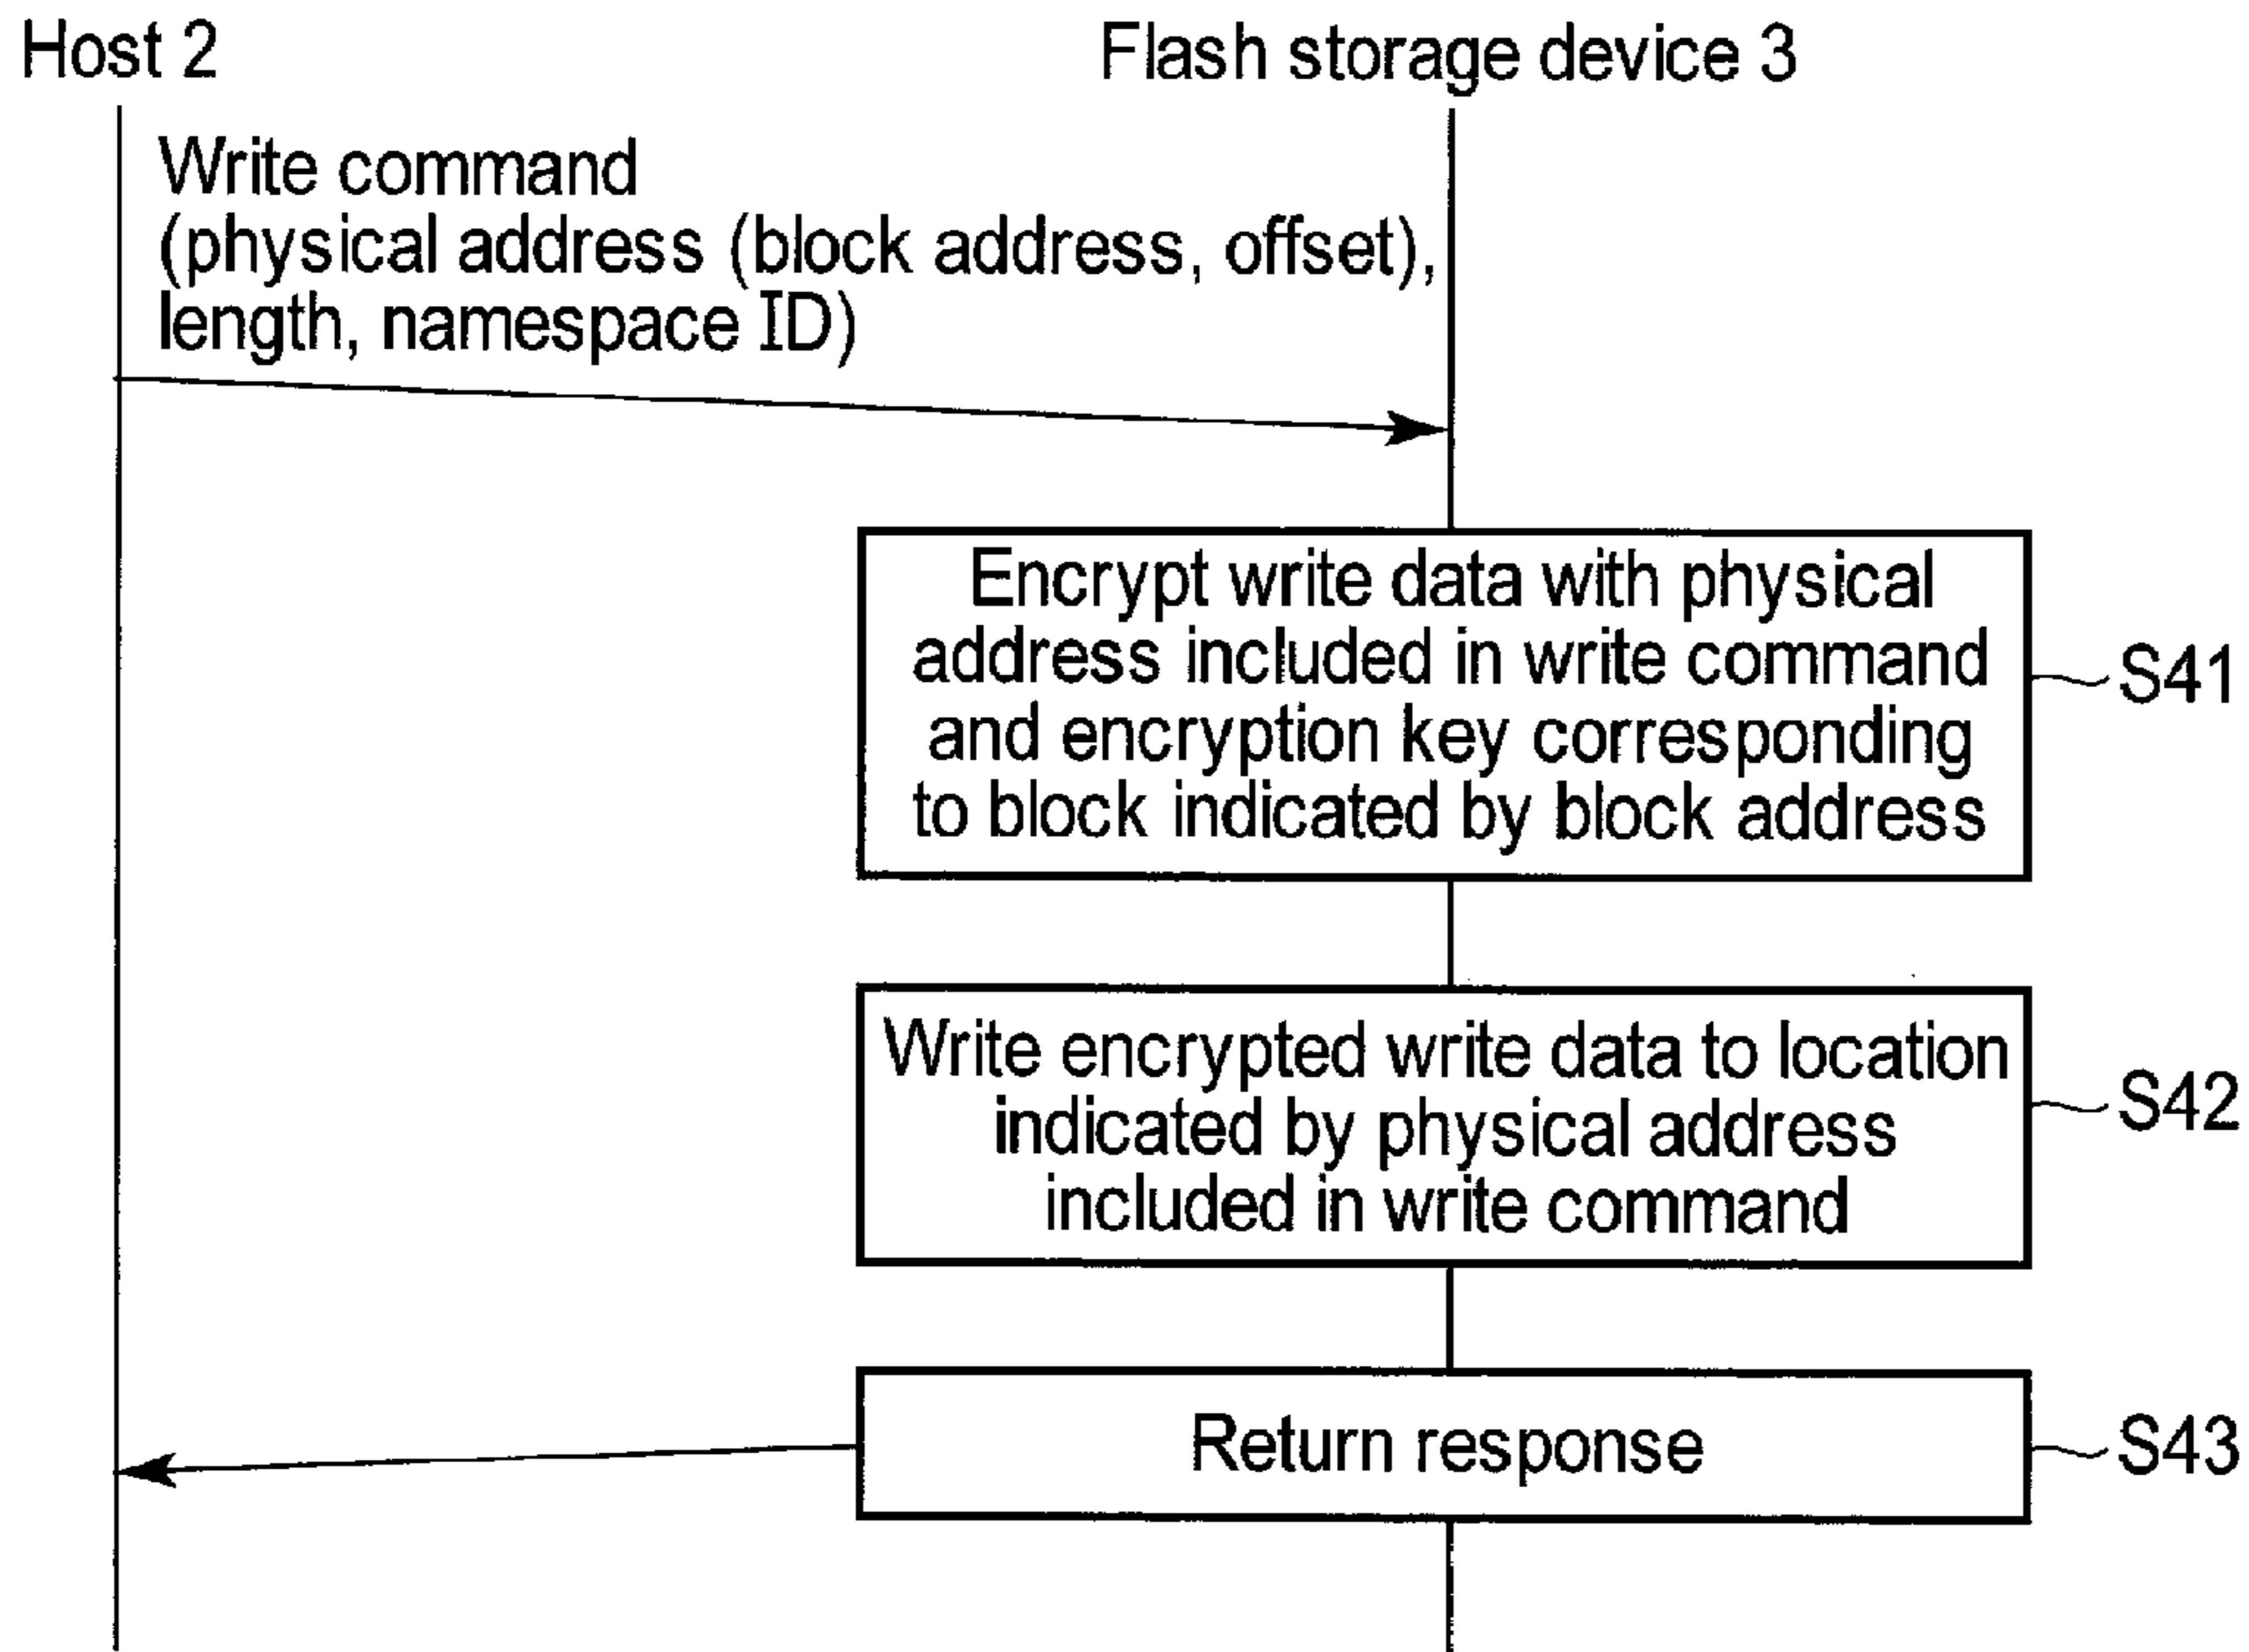 Host 2
Flash storage device 3
Write command
(physical address (block address, offset),
length, namespace ID)
Encrypt write data with physical
address included in write command
and encryption key corresponding
to block indicated by block address
S41
Write encrypted write data to location
indicated by physical address
included in write command
S42
Return response
S43